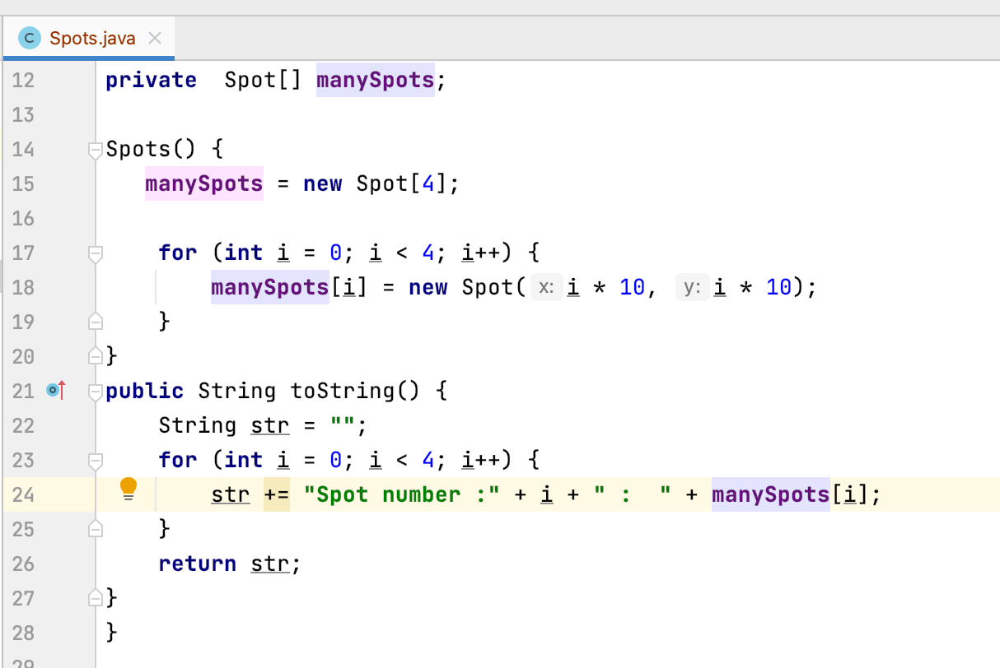 C Spots.java
12 private  Spot[] manySpots;
13
14 Spots() {
15    manySpots = new Spot[4];
16
17     for (int i = 0; i < 4; i++) {
18         manySpots[i] = new Spot( x: i * 10, y: i * 10);
19     }
20 }
21 public String toString() {
22     String str = "";
23     for (int i = 0; i < 4; i++) {
24         str += "Spot number :" + i + " :  " + manySpots[i];
25     }
26     return str;
27 }
28 }
29